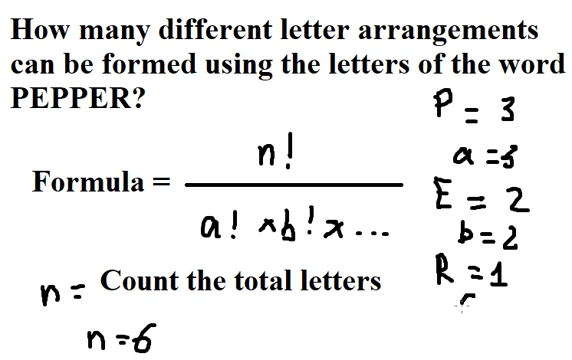 How many different letter arrangements
can be formed using the letters of the word
PEPPER?
P = 3
a = 3
E = 2
b = 2
R = 1
Formula = n! / a! × b! × ...
n = Count the total letters
n = 6